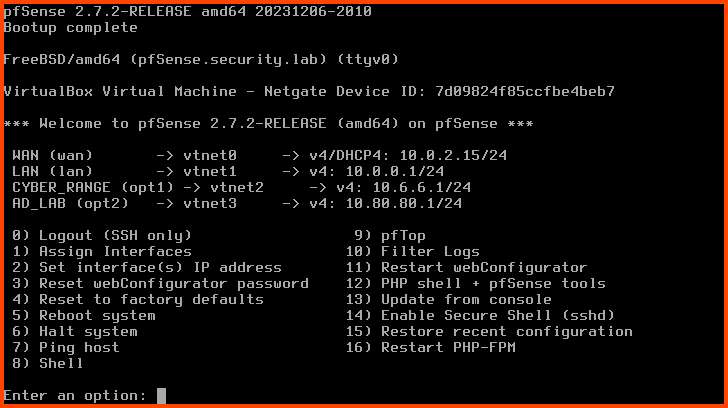 pfSense 2.7.2-RELEASE amd64 20231206-2010
Bootup complete
FreeBSD/amd64 (pfSense.security.lab) (ttyv0)
VirtualBox Virtual Machine - Netgate Device ID: 7d09824f85ccfbe4beb7
*** Welcome to pfSense 2.7.2-RELEASE (amd64) on pfSense ***
WAN (wan)       -> vtnet0     -> v4/DHCP4: 10.0.2.15/24
LAN (lan)       -> vtnet1     -> v4: 10.0.0.1/24
CYBER_RANGE (opt1) -> vtnet2     -> v4: 10.6.6.1/24
AD_LAB (opt2)   -> vtnet3     -> v4: 10.80.80.1/24
0) Logout (SSH only)                  9) pfTop
1) Assign Interfaces                 10) Filter Logs
2) Set interface(s) IP address       11) Restart webConfigurator
3) Reset webConfigurator password    12) PHP shell + pfSense tools
4) Reset to factory defaults         13) Update from console
5) Reboot system                     14) Enable Secure Shell (sshd)
6) Halt system                       15) Restore recent configuration
7) Ping host                         16) Restart PHP-FPM
8) Shell
Enter an option: